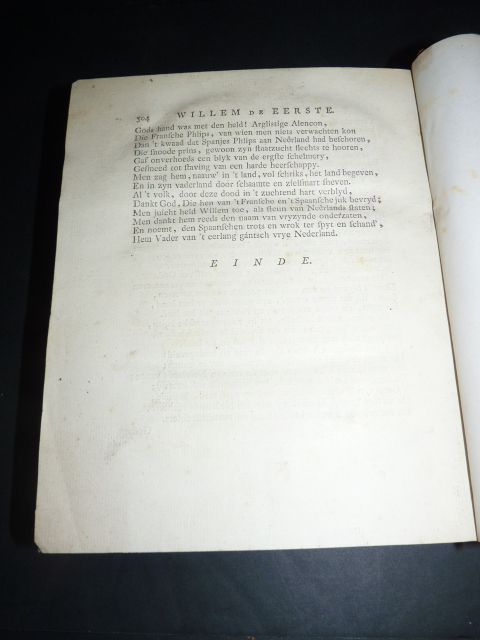 504 WILLEM DE EERSTE.
Gods hand was met den held! Arglistige Alençon,
Die Fransche Phlips, van wien men niets verwachten kon
Dan 't kwaad dat Spanjes Phlips aan Nedrland had beschoren,
Die snoode prins, gewoon zyn staatzucht slechts te hooren,
Gaf onverhoeds een blyk van de ergste schelmery,
Gesmeed tot staving van een harde heerschappy.
Men zag hem, nauw' in 't land, vol schriks, het land begeven,
En in zyn vaderland door schaamte en zielsmart sneven.
Al 't volk, door deze dood in 't zuchtend hart verblyd,
Dankt God, Die hen van 't Fransche en 't Spaansche juk bevryd;
Men juicht held Willem toe, als steun van Nedrlands staten;
Men dankt hem reeds den naam van vryzynde onderzaten,
En noemt, den Spaanschen trots en wrok ter spyt en schand',
Hem Vader van 't eerlang gantsch vrye Nederland.
EINDE.